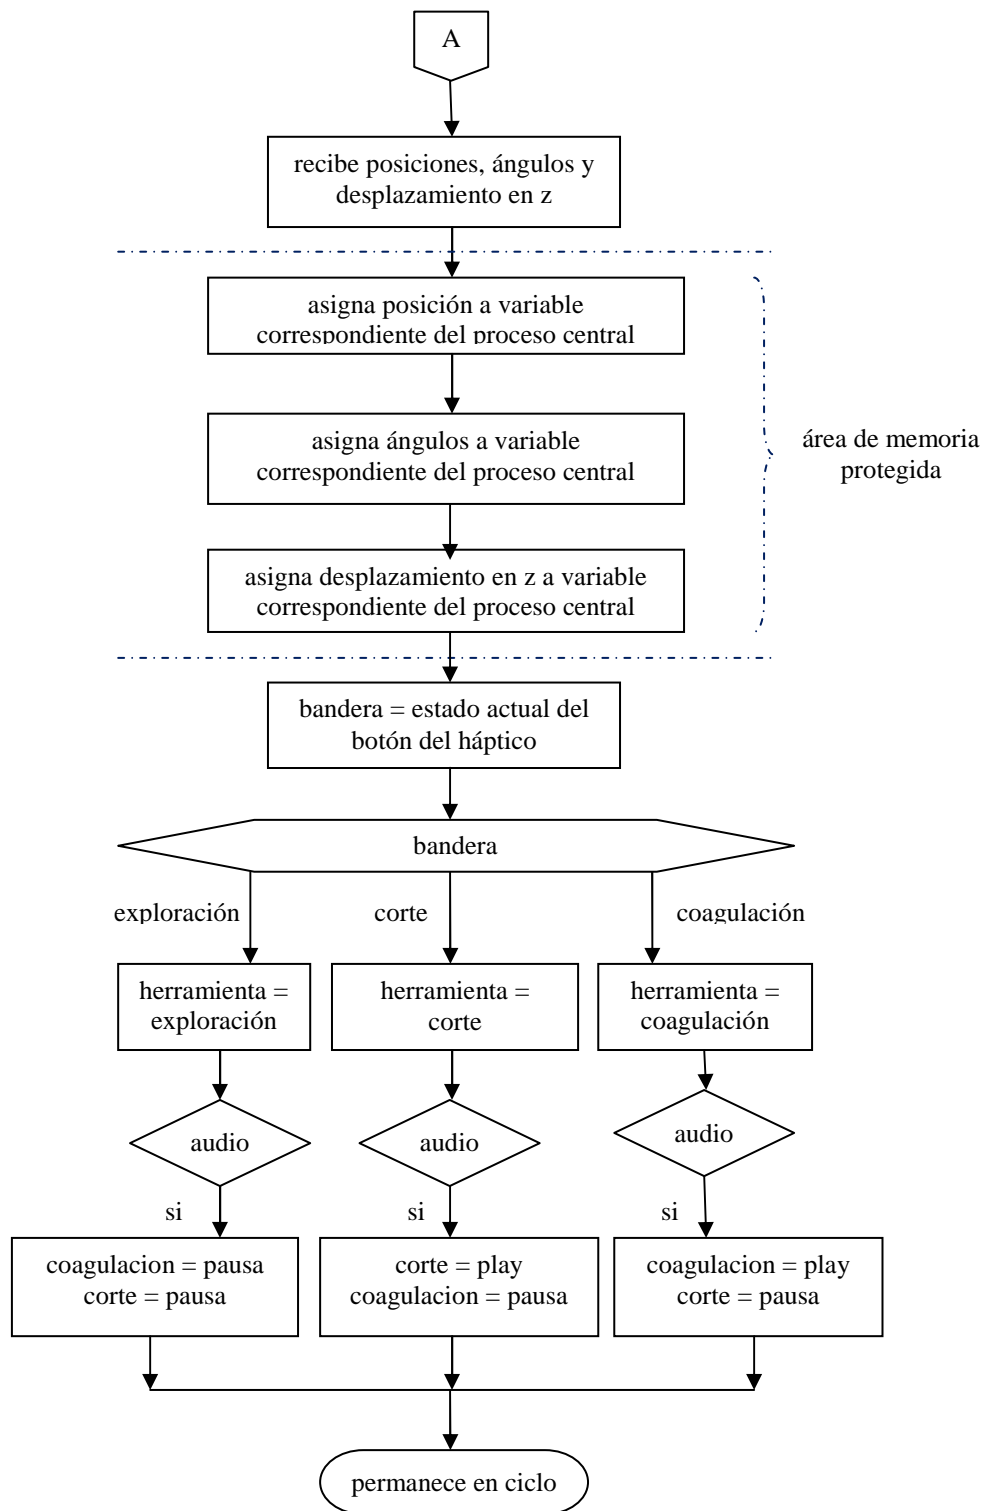 A
recibe posiciones, ángulos y
desplazamiento en z
asigna posición a variable
correspondiente del proceso central
asigna ángulos a variable
correspondiente del proceso central
área de memoria
protegida
asigna desplazamiento en z a variable
correspondiente del proceso central
bandera = estado actual del
botón del háptico
bandera
exploración
corte
coagulación
herramienta =
exploración
herramienta =
corte
herramienta =
coagulación
audio
audio
audio
si
si
si
coagulacion = pausa
corte = pausa
corte = play
coagulacion = pausa
coagulacion = play
corte = pausa
permanece en ciclo